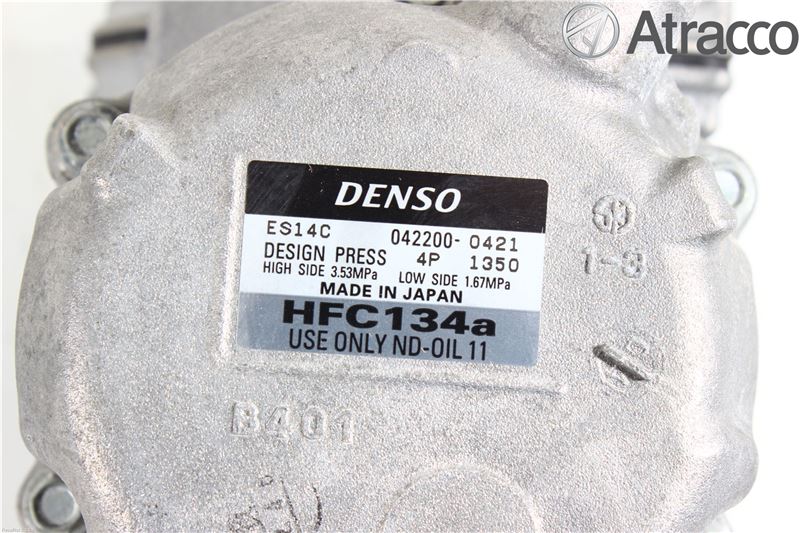 Atracco
DENSO
ES14C 042200-0421
DESIGN PRESS 4P 1350
HIGH SIDE 3.53MPa LOW SIDE 1.67MPa
MADE IN JAPAN
HFC134a
USE ONLY ND-OIL 11
1-3
B401